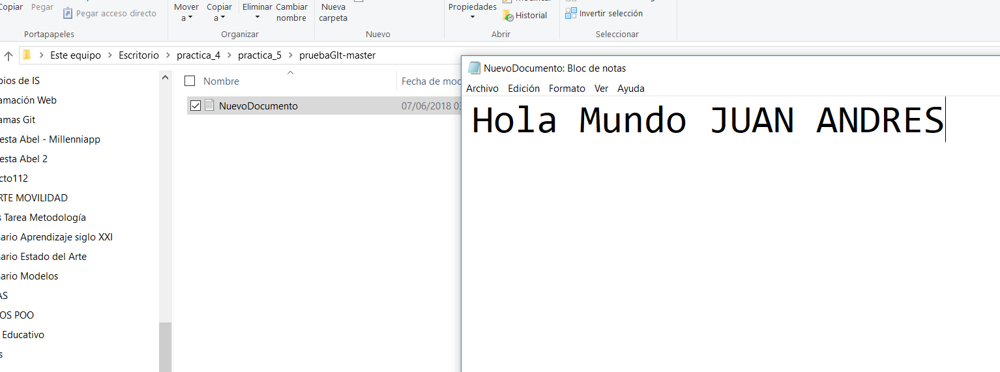 Copiar
Pegar
Pegar acceso directo
Portapapeles
Mover
a
Copiar
a
Eliminar
Cambiar
nombre
Organizar
Nueva
carpeta
Nuevo
Propiedades
Historial
Abrir
Invertir selección
Seleccionar
Este equipo
Escritorio
practica_4
practica_5
pruebaGIt-master
Nombre
Fecha de mod
NuevoDocumento
07/06/2018 03
pios de IS
amación Web
amas Git
esta Abel - Millenniapp
esta Abel 2
cto112
RTE MOVILIDAD
s Tarea Metodología
nario Aprendizaje siglo XXI
nario Estado del Arte
nario Modelos
AS
OS POO
Educativo
s
NuevoDocumento: Bloc de notas
Archivo Edición Formato Ver Ayuda
Hola Mundo JUAN ANDRES